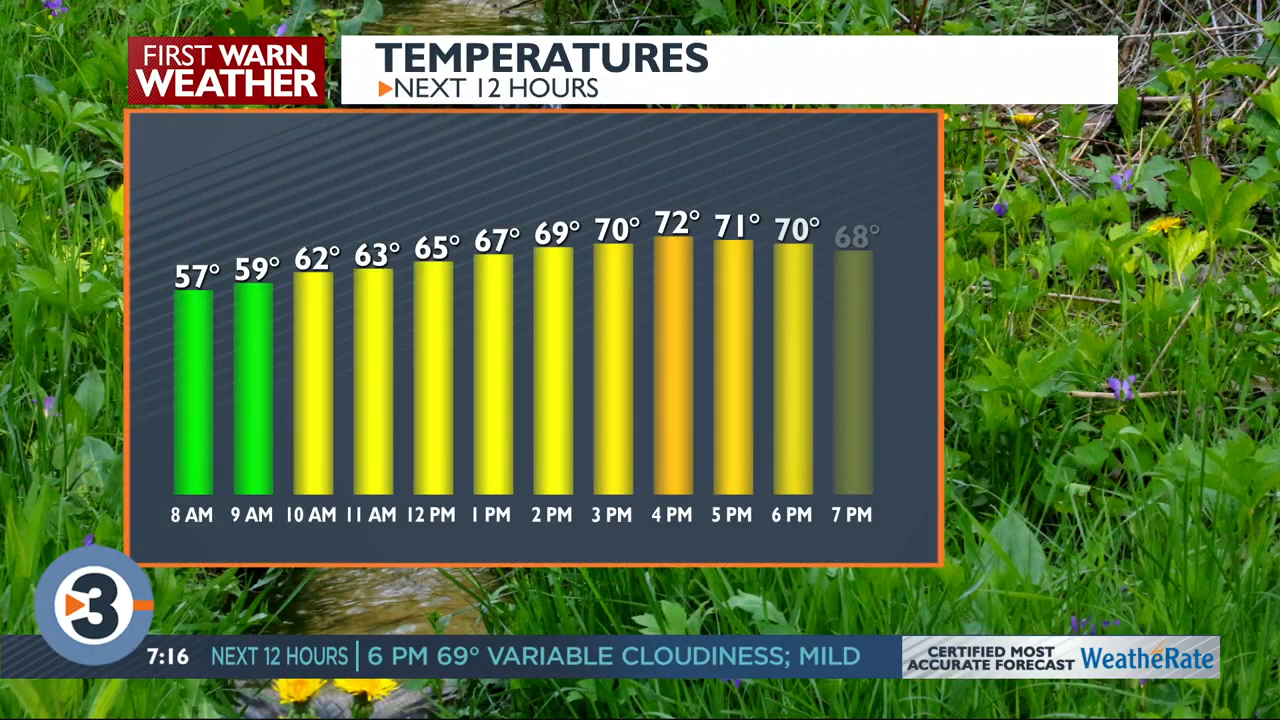 FIRST WARN
WEATHER
TEMPERATURES
NEXT 12 HOURS
57° 59° 62° 63° 65° 67° 69° 70° 72° 71° 70° 68°
8 AM 9 AM 10 AM 11 AM 12 PM 1 PM 2 PM 3 PM 4 PM 5 PM 6 PM 7 PM
3
7:16 NEXT 12 HOURS | 6 PM 69° VARIABLE CLOUDINESS; MILD
CERTIFIED MOST
ACCURATE FORECAST
WeatheRate